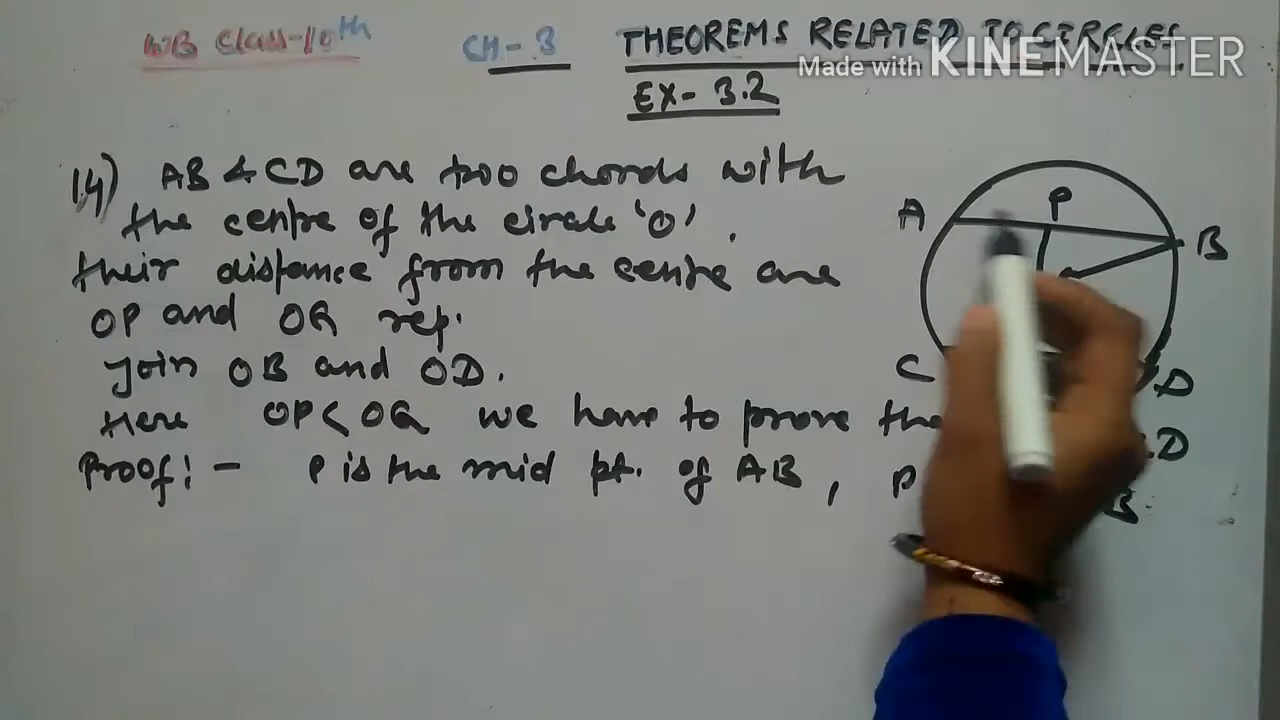 WB Class-10th CH-3 THEOREMS RELATED TO CIRCLES
Made with KINEMASTER
EX-3.2
14) AB & CD are two chords with
the centre of the circle 'O'.
their distance from the centre are
OP and OQ rep.
Join OB and OD.
Here OP<OQ we have to prove
Proof:- P is the mid pt. of AB, P
A P B
C D
D
B.